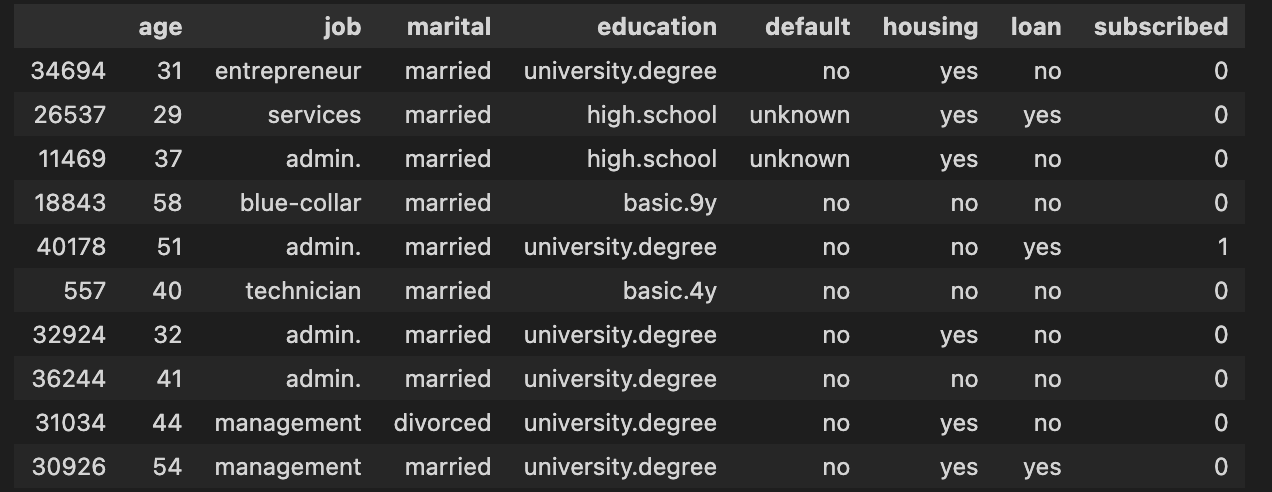 age job marital education default housing loan subscribed
34694 31 entrepreneur married university.degree no yes no 0
26537 29 services married high.school unknown yes yes 0
11469 37 admin. married high.school unknown yes no 0
18843 58 blue-collar married basic.9y no no no 0
40178 51 admin. married university.degree no no yes 1
557 40 technician married basic.4y no no no 0
32924 32 admin. married university.degree no yes no 0
36244 41 admin. married university.degree no no no 0
31034 44 management divorced university.degree no yes no 0
30926 54 management married university.degree no yes yes 0